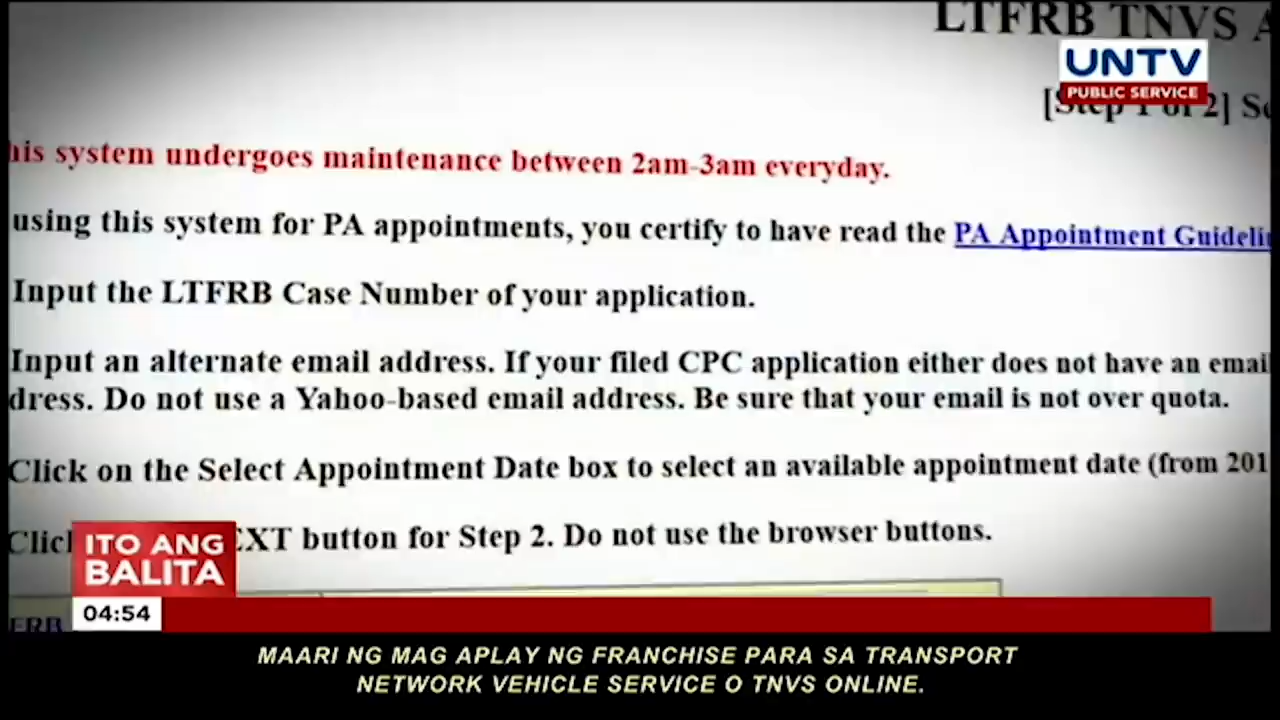 LTFRB TNVS A
UNTV
PUBLIC SERVICE
[Step 1 of 2]
his system undergoes maintenance between 2am-3am everyday.
using this system for PA appointments, you certify to have read the PA Appointment Guideli
Input the LTFRB Case Number of your application.
Input an alternate email address. If your filed CPC application either does not have an email
dress. Do not use a Yahoo-based email address. Be sure that your email is not over quota.
Click on the Select Appointment Date box to select an available appointment date (from 201
Clic EXT button for Step 2. Do not use the browser buttons.
ITO ANG
BALITA
04:54
FRB
MAARI NG MAG APLAY NG FRANCHISE PARA SA TRANSPORT
NETWORK VEHICLE SERVICE O TNVS ONLINE.